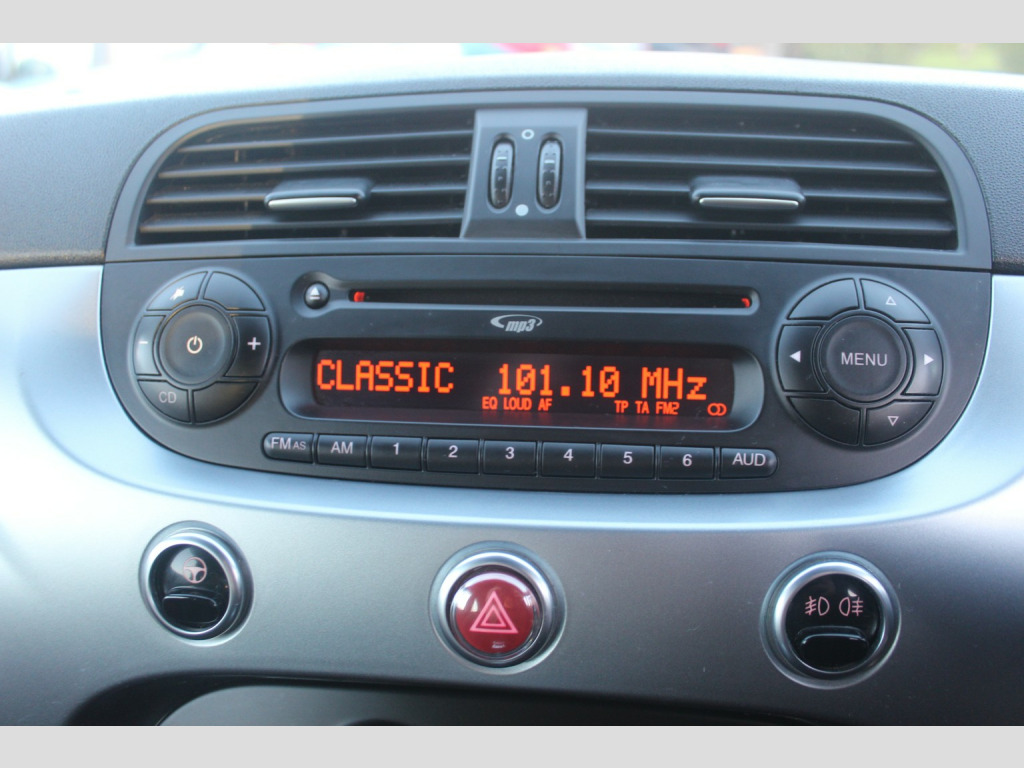 mp3
CLASSIC 101.10 MHz
EQ LOUD AF TP TA FM2
MENU
CD
FM AS AM 1 2 3 4 5 6 AUD